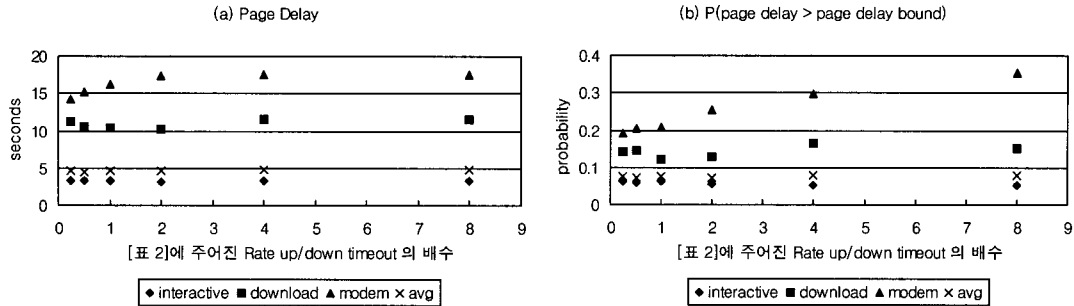 (a) Page Delay
20
15
10
5
0
seconds
0 1 2 3 4 5 6 7 8 9
[표 2]에 주어진 Rate up/down timeout 의 배수
◆ interactive ■ download ▲ modem × avg
(b) P(page delay > page delay bound)
0.4
0.3
0.2
0.1
0
probability
0 1 2 3 4 5 6 7 8 9
[표 2]에 주어진 Rate up/down timeout 의 배수
◆ interactive ■ download ▲ modem × avg